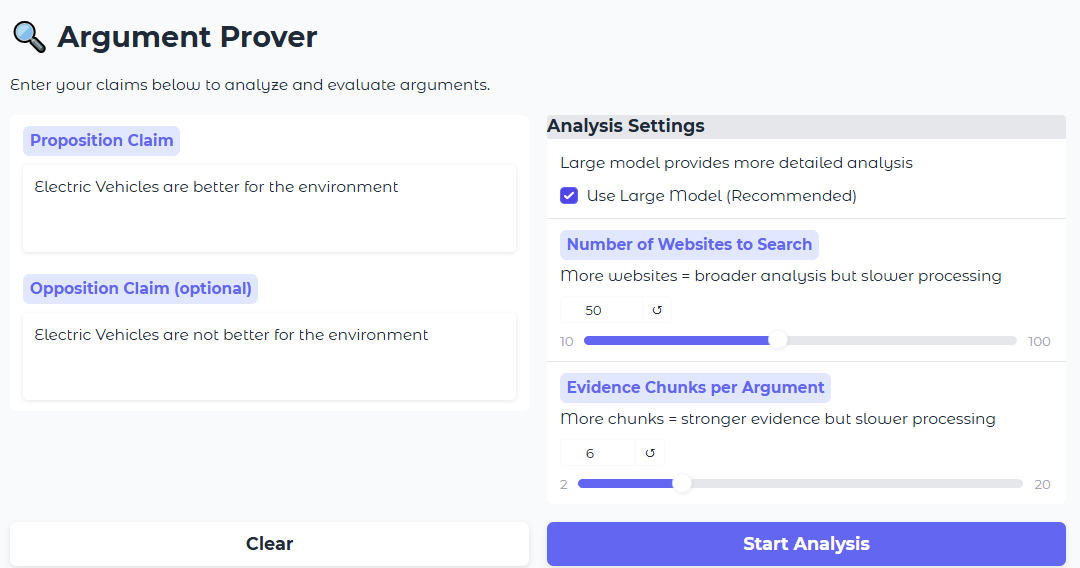 Argument Prover
Enter your claims below to analyze and evaluate arguments.
Proposition Claim
Electric Vehicles are better for the environment
Opposition Claim (optional)
Electric Vehicles are not better for the environment
Analysis Settings
Large model provides more detailed analysis
Use Large Model (Recommended)
Number of Websites to Search
More websites = broader analysis but slower processing
50
10 100
Evidence Chunks per Argument
More chunks = stronger evidence but slower processing
6
2 20
Clear
Start Analysis